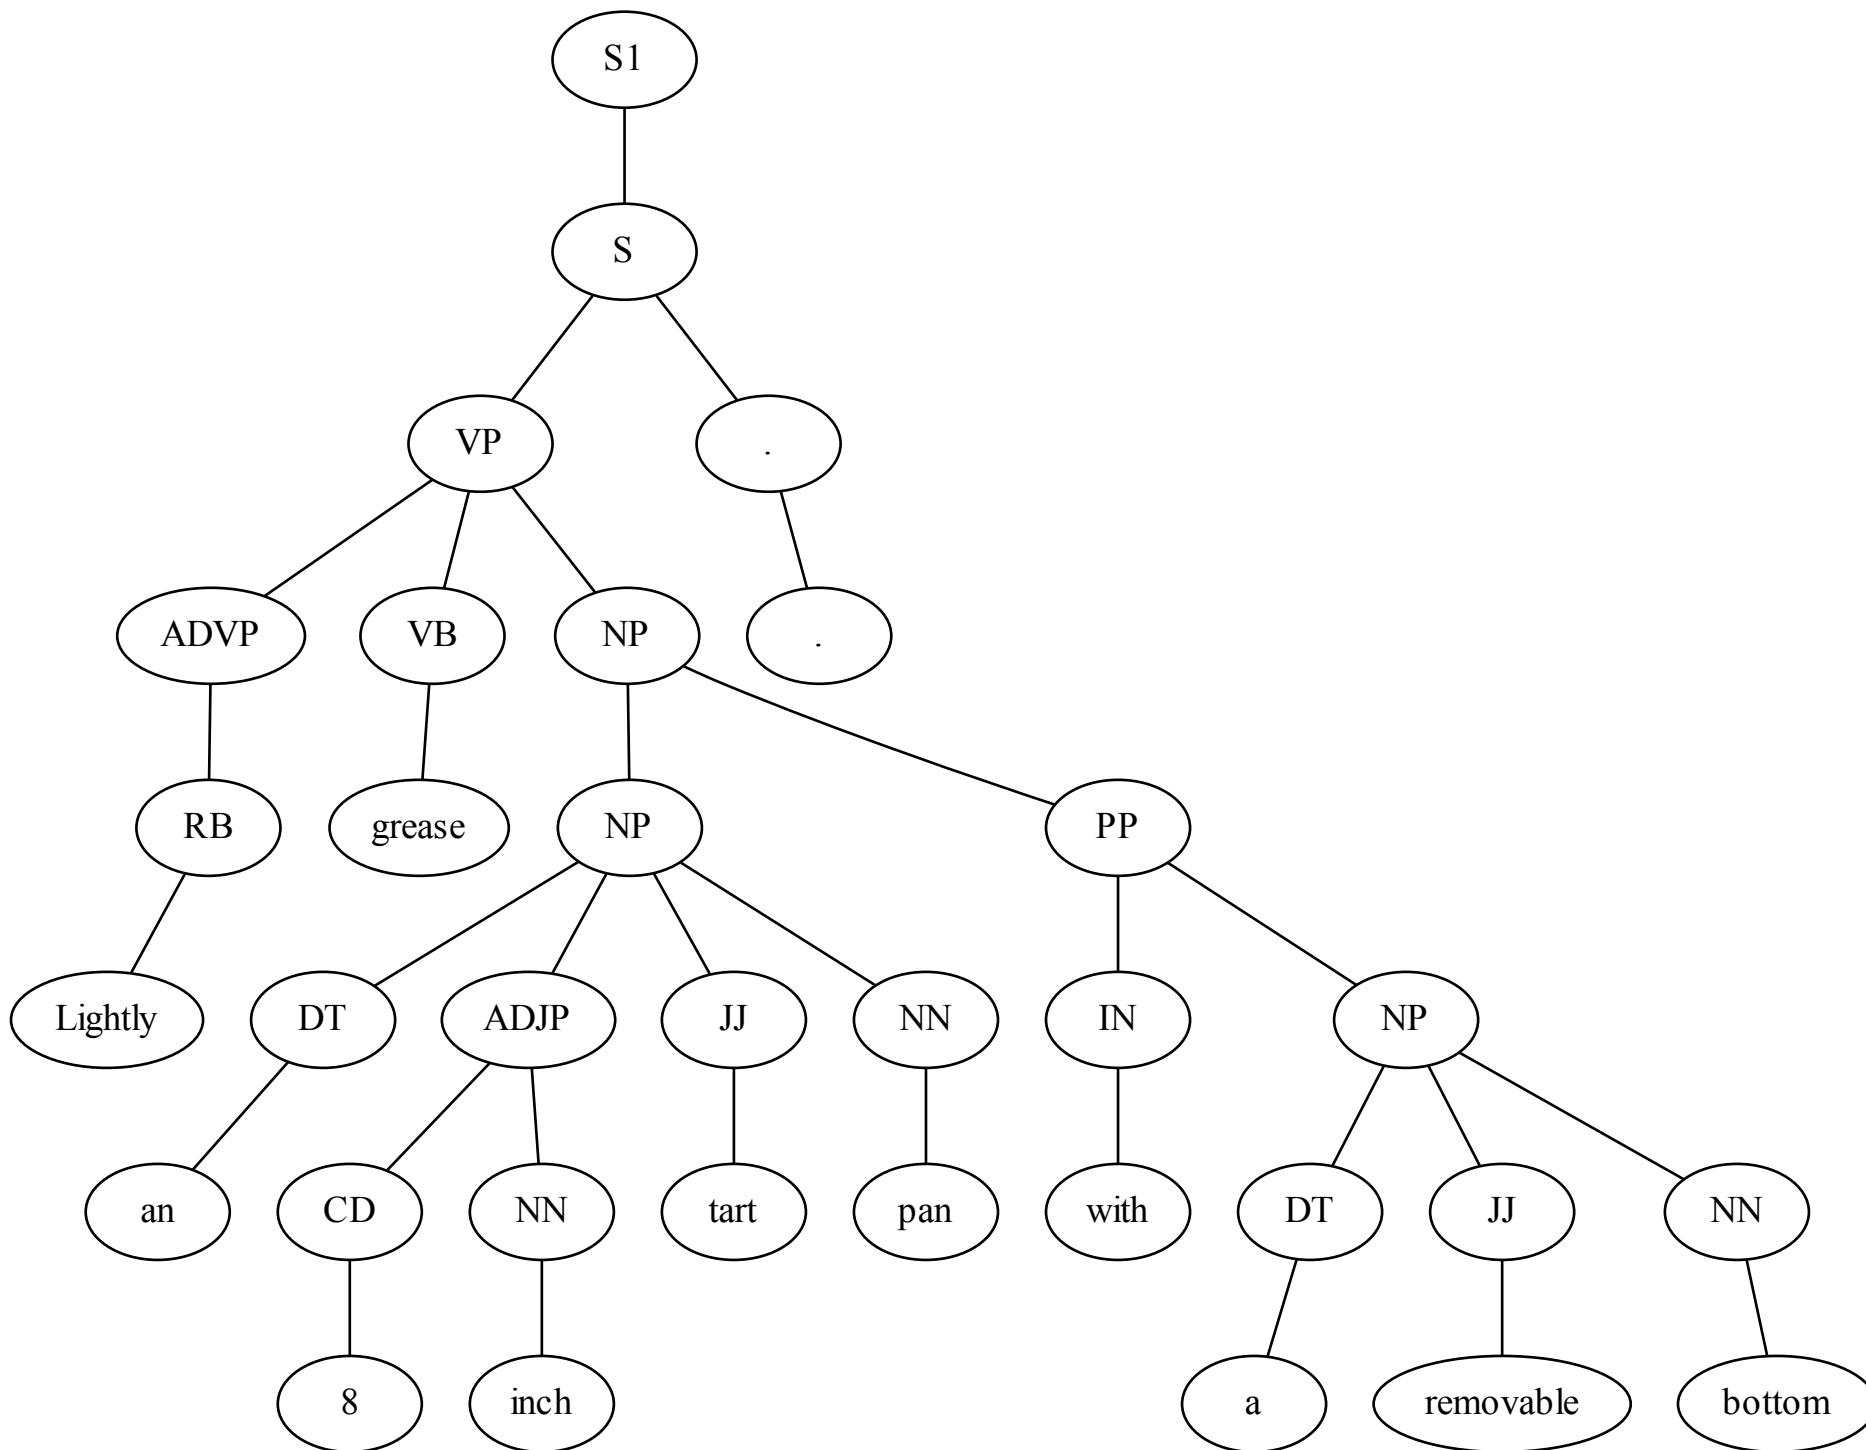 S1
S
VP .
ADVP VB NP .
RB grease NP PP
Lightly DT ADJP JJ NN IN NP
an CD NN tart pan with DT JJ NN
8 inch a removable bottom